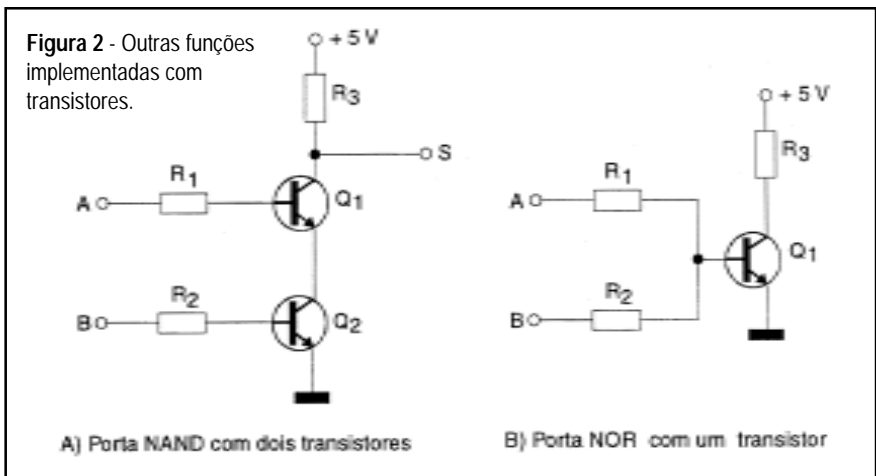 Figura 2 - Outras funções
implementadas com
transistores.
+ 5 V
R3
S
R1
A
Q1
R2
B
Q2
A) Porta NAND com dois transistores
+ 5 V
R3
R1
A
Q1
R2
B
B) Porta NOR com um transistor